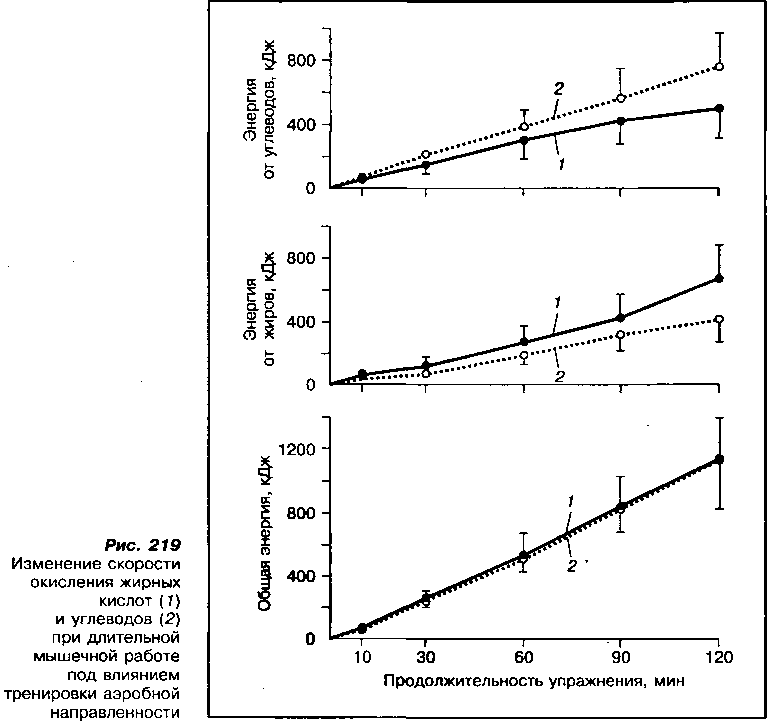 Энергия
от углеводов, кДж
800
400
0
2
1
Энергия
от жиров, кДж
800
400
0
1
2
Общая энергия, кДж
1200
800
400
0
1
2
10 30 60 90 120
Продолжительность упражнения, мин
Рис. 219
Изменение скорости
окисления жирных
кислот (1)
и углеводов (2)
при длительной
мышечной работе
под влиянием
тренировки аэробной
направленности